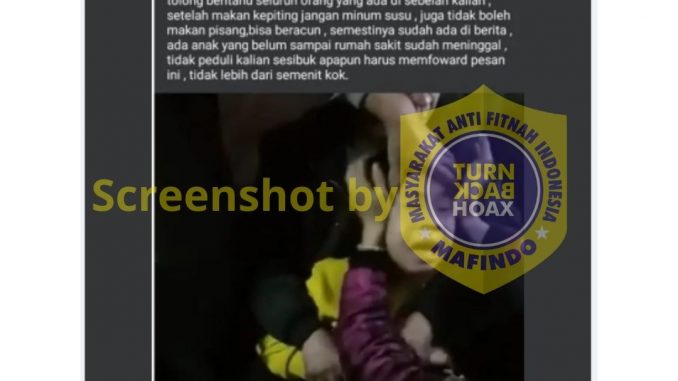 tolong beritahu seluruh orang yang ada di sebelah kalian ,
setelah makan kepiting jangan minum susu , juga tidak boleh
makan pisang,bisa beracun , semestinya sudah ada di berita ,
ada anak yang belum sampai rumah sakit sudah meninggal ,
tidak peduli kalian sesibuk apapun harus memfoward pesan
ini , tidak lebih dari semenit kok.
Screenshot by
MASYARAKAT ANTI FITNAH INDONESIA
TURN
BACK
HOAX
MAFINDO